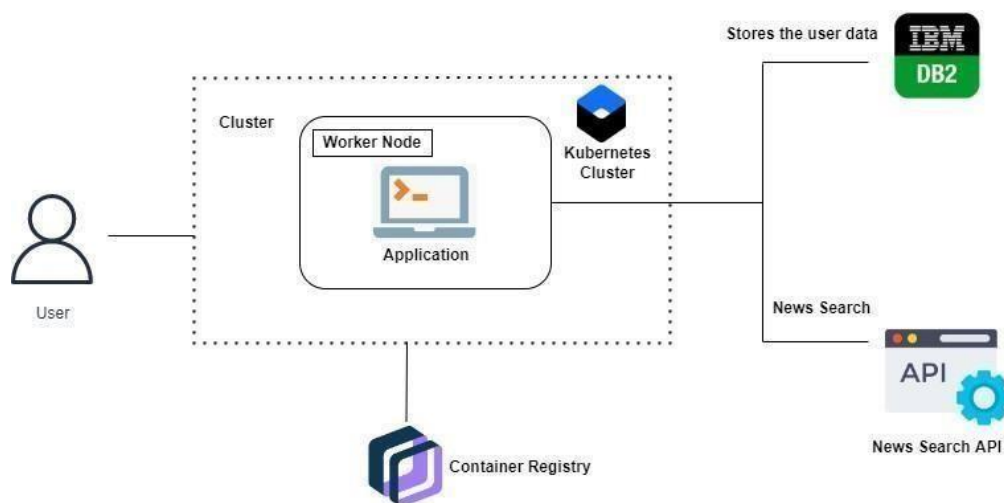 Stores the user data
IBM
DB2
Cluster
Worker Node
Kubernetes
Cluster
Application
User
News Search
API
News Search API
Container Registry